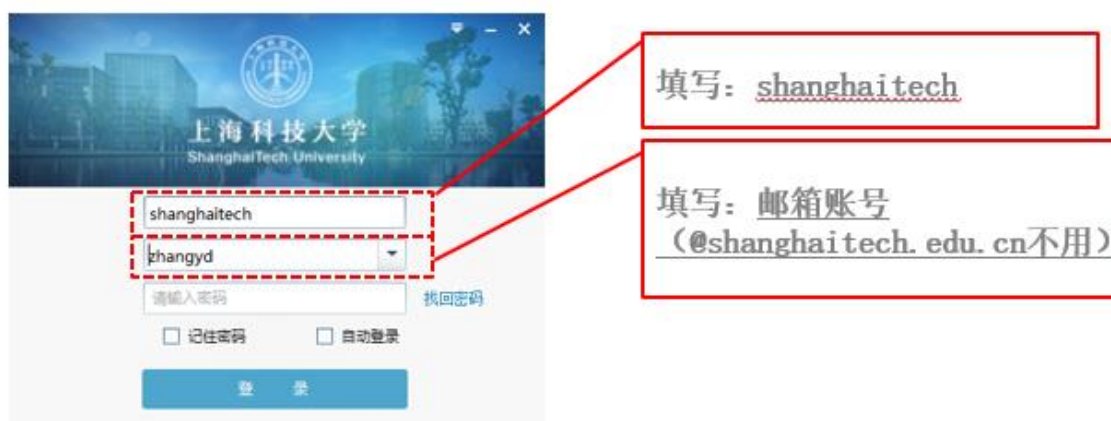 上海科技大学
ShanghaiTech University
shanghaitech
zhangyd
请输入密码
找回密码
记住密码
自动登录
登 录
填写：shanghaitech
填写：邮箱账号
（@shanghaitech.edu.cn不用）